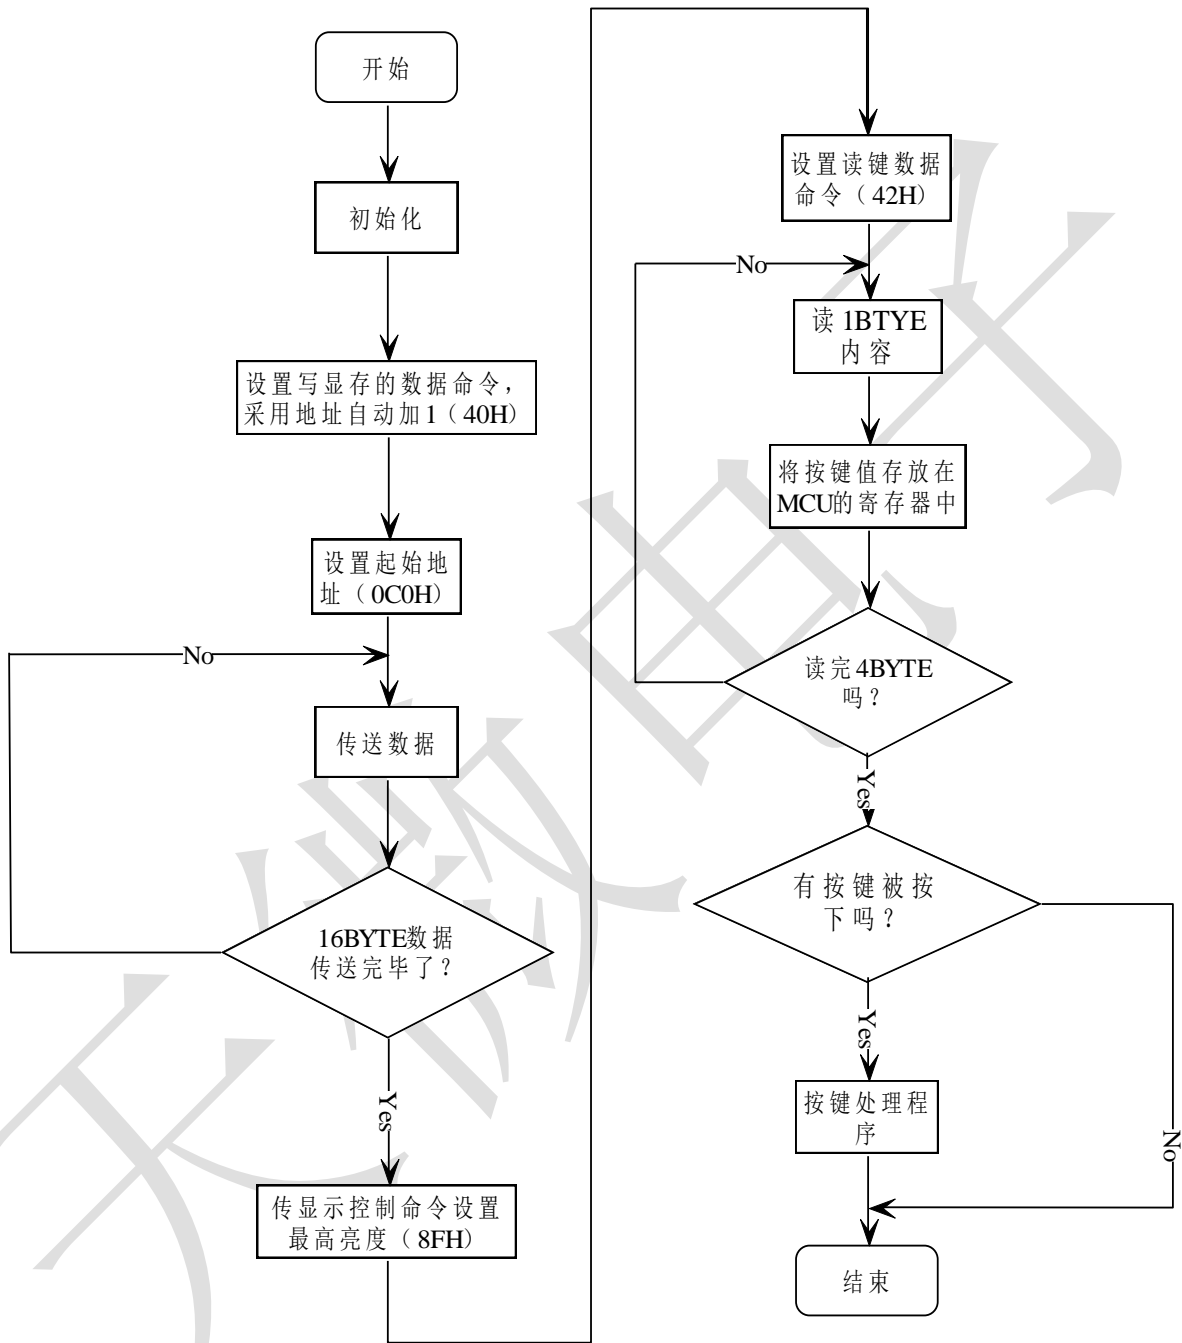 开始
初始化
设置写显存的数据命令，
采用地址自动加1（40H）
设置起始地
址（0C0H）
No
传送数据
16BYTE数据
传送完毕了？
Yes
传显示控制命令设置
最高亮度（8FH）
设置读键数据
命令（42H）
No
读1BTYE
内容
将按键值存放在
MCU的寄存器中
读完4BYTE
吗？
Yes
有按键被按
下吗？
Yes
No
按键处理程
序
结束
天微电子